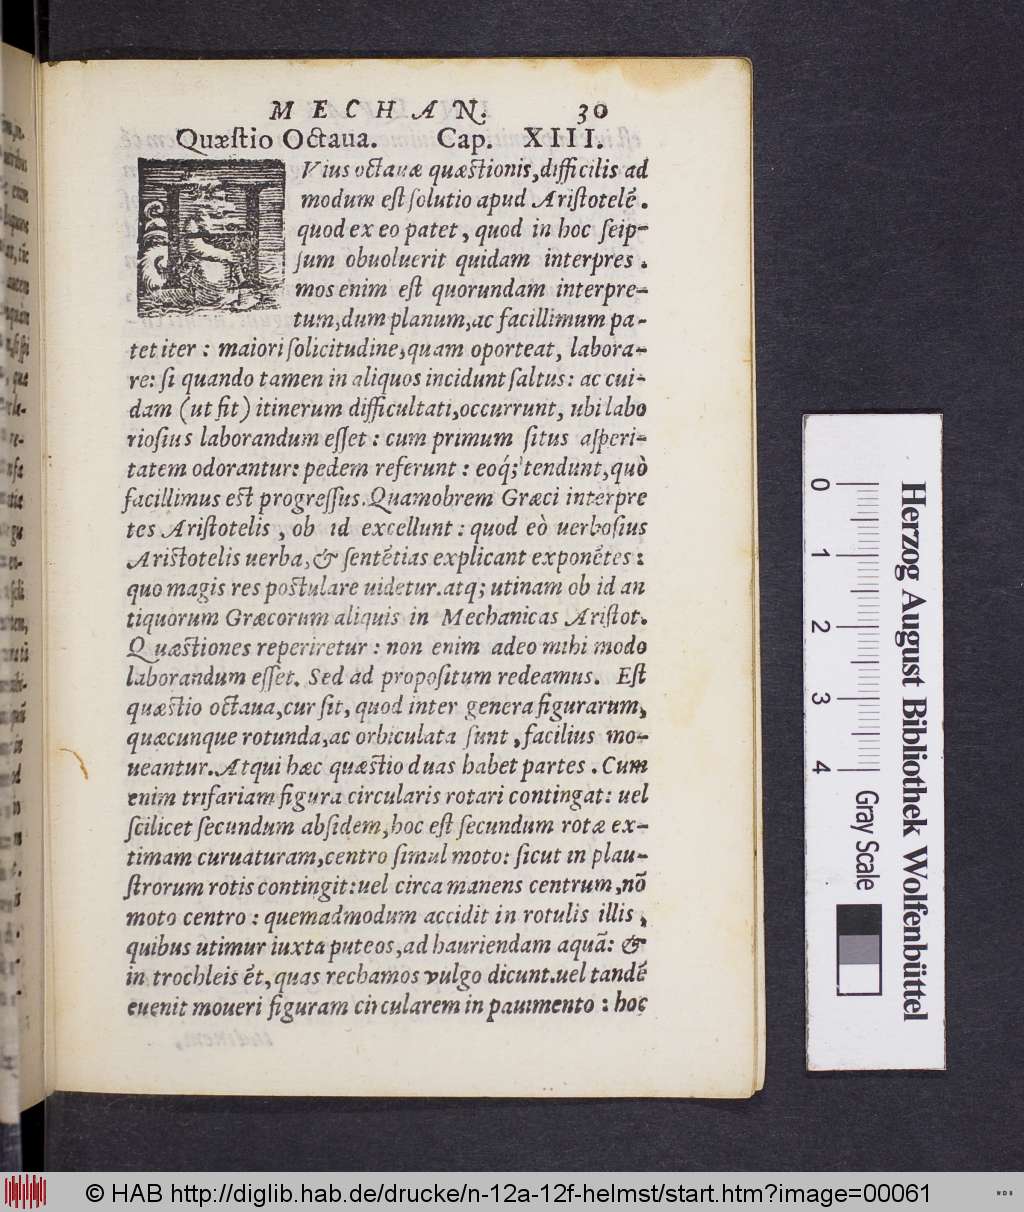 MECHAN. 30
Quæſtio Octaua. Cap. XIII.
HVius octauæ quæſtionis, difficilis ad
modum eſt ſolutio apud Ariſtotelē.
quod ex eo patet, quod in hoc ſeip-
ſum obuoluerit quidam interpres.
mos enim eſt quorundam interpre-
tum, dum planum, ac facillimum pa-
tet iter: maiori ſolicitudine, quam oporteat, labora-
re: ſi quando tamen in aliquos incidunt ſaltus: ac cui-
dam (ut fit) itinerum difficultati, occurrunt, ubi labo
rioſius laborandum eſſet: cum primum ſitus aſperi-
tatem odorantur: pedem referunt: eoq́; tendunt, quò
facillimus eſt progreſſus. Quamobrem Græci interpre
tes Ariſtotelis, ob id excellunt: quod eò uerboſius
Ariſtotelis uerba, & ſentētias explicant exponētes:
quo magis res poſtulare uidetur. atq; utinam ob id an
tiquorum Græcorum aliquis in Mechanicas Ariſtot.
Quæſtiones reperiretur: non enim adeo mihi modo
laborandum eſſet. Sed ad propoſitum redeamus. Eſt
quæſtio octaua, cur ſit, quod inter genera figurarum,
quæcunque rotunda, ac orbiculata ſunt, facilius mo-
ueantur. Atqui hæc quæſtio duas habet partes. Cum
enim trifariam figura circularis rotari contingat: uel
ſcilicet ſecundum abſidem, hoc eſt ſecundum rotæ ex-
timam curuaturam, centro ſimul moto: ſicut in plau-
ſtrorum rotis contingit: uel circa manens centrum, nō
moto centro: quemadmodum accidit in rotulis illis,
quibus utimur iuxta puteos, ad hauriendam aquā: &
in trochleis ēt, quas rechamos vulgo dicunt. uel tandē
euenit moueri figuram circularem in pauimento: hoc
0 1 2 3 4
Gray Scale
Herzog August Bibliothek Wolfenbüttel
© HAB http://diglib.hab.de/drucke/n-12a-12f-helmst/start.htm?image=00061